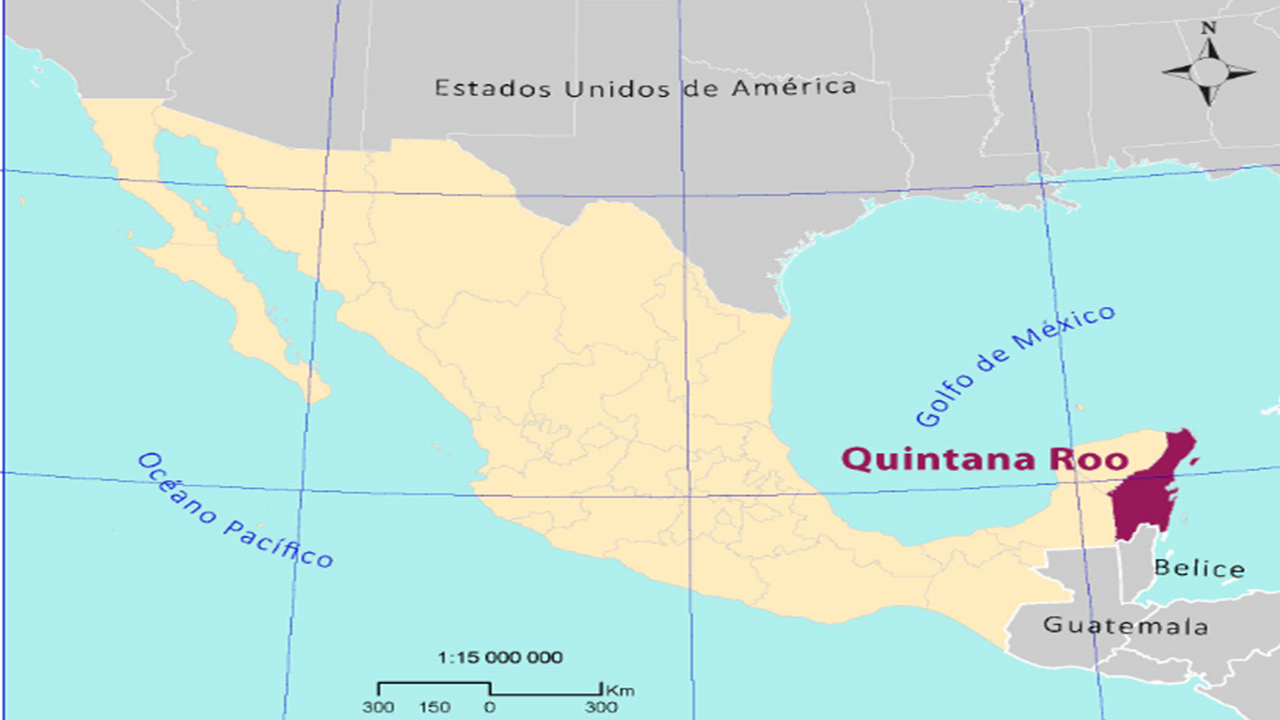 N
Estados Unidos de América
Golfo de México
Quintana Roo
Océano Pacífico
Belice
Guatemala
1:15 000 000
Km
300 150 0 300